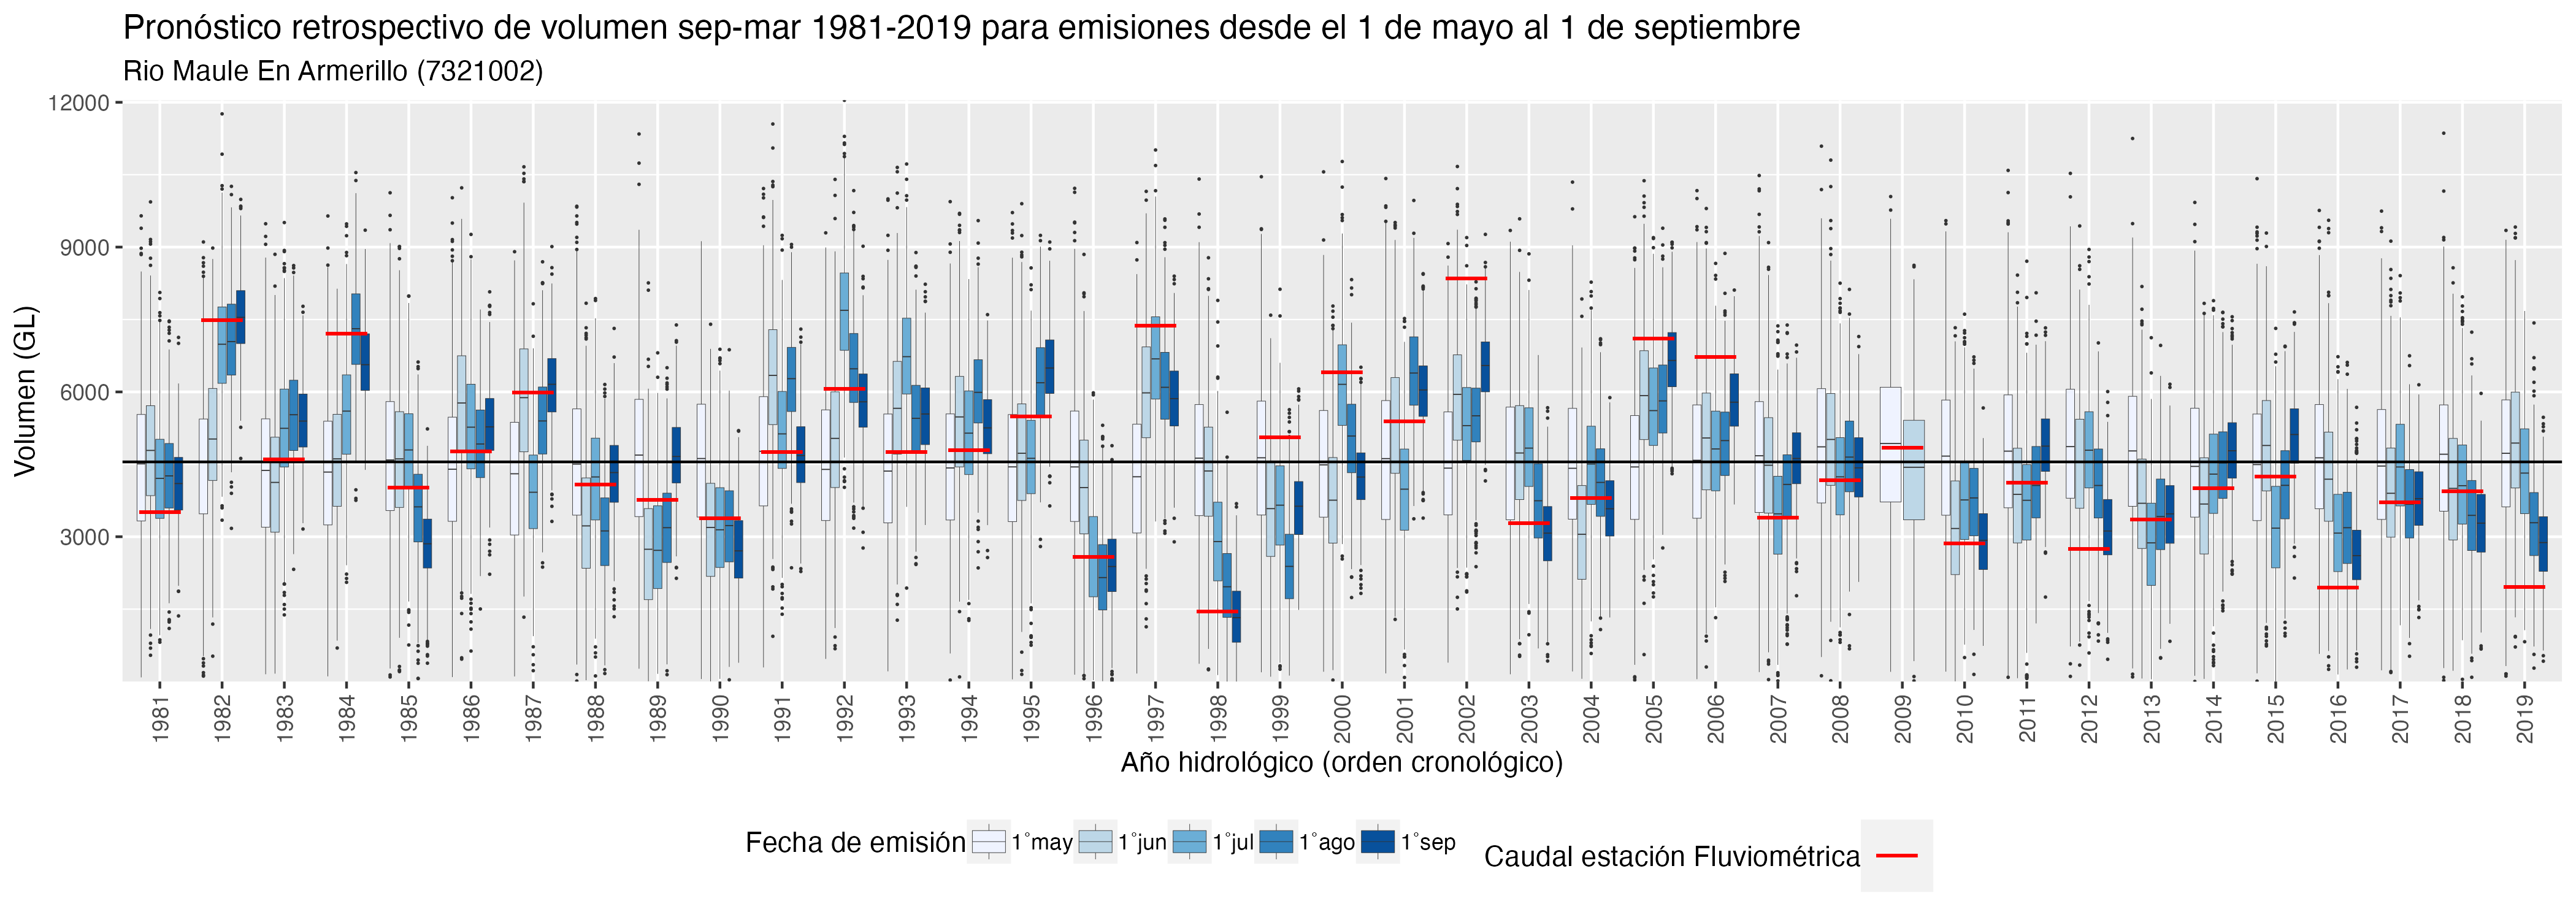 Pronóstico retrospectivo de volumen sep-mar 1981-2019 para emisiones desde el 1 de mayo al 1 de septiembre
Rio Maule En Armerillo (7321002)
Volumen (GL)
12000
9000
6000
3000
1981 1982 1983 1984 1985 1986 1987 1988 1989 1990 1991 1992 1993 1994 1995 1996 1997 1998 1999 2000 2001 2002 2003 2004 2005 2006 2007 2008 2009 2010 2011 2012 2013 2014 2015 2016 2017 2018 2019
Año hidrológico (orden cronológico)
Fecha de emisión 1°may 1°jun 1°jul 1°ago 1°sep
Caudal estación Fluviométrica